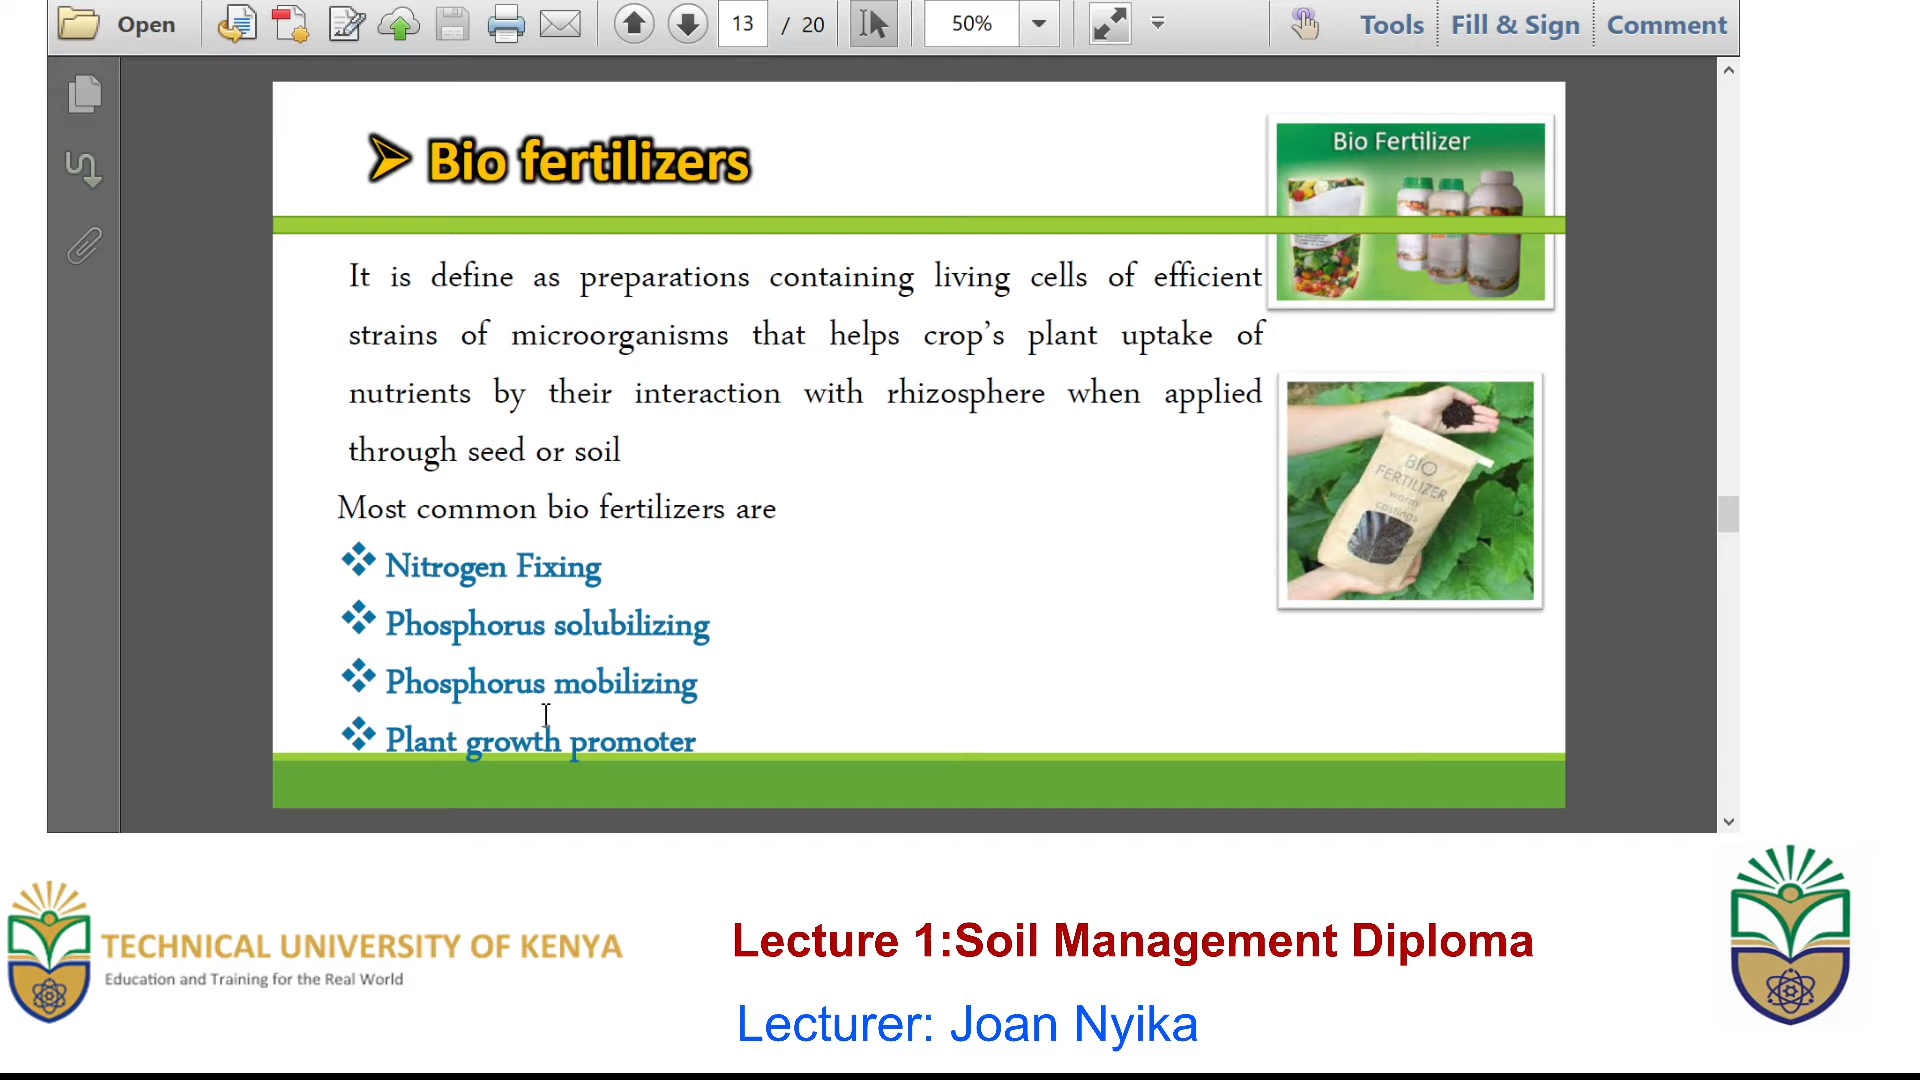 Open
13 / 20
50%
Tools
Fill & Sign
Comment
Bio fertilizers
Bio Fertilizer
It is define as preparations containing living cells of efficient
strains of microorganisms that helps crop’s plant uptake of
nutrients by their interaction with rhizosphere when applied
through seed or soil
BIO
FERTILIZER
worm
castings
Most common bio fertilizers are
Nitrogen Fixing
Phosphorus solubilizing
Phosphorus mobilizing
Plant growth promoter
TECHNICAL UNIVERSITY OF KENYA
Education and Training for the Real World
Lecture 1:Soil Management Diploma
Lecturer: Joan Nyika